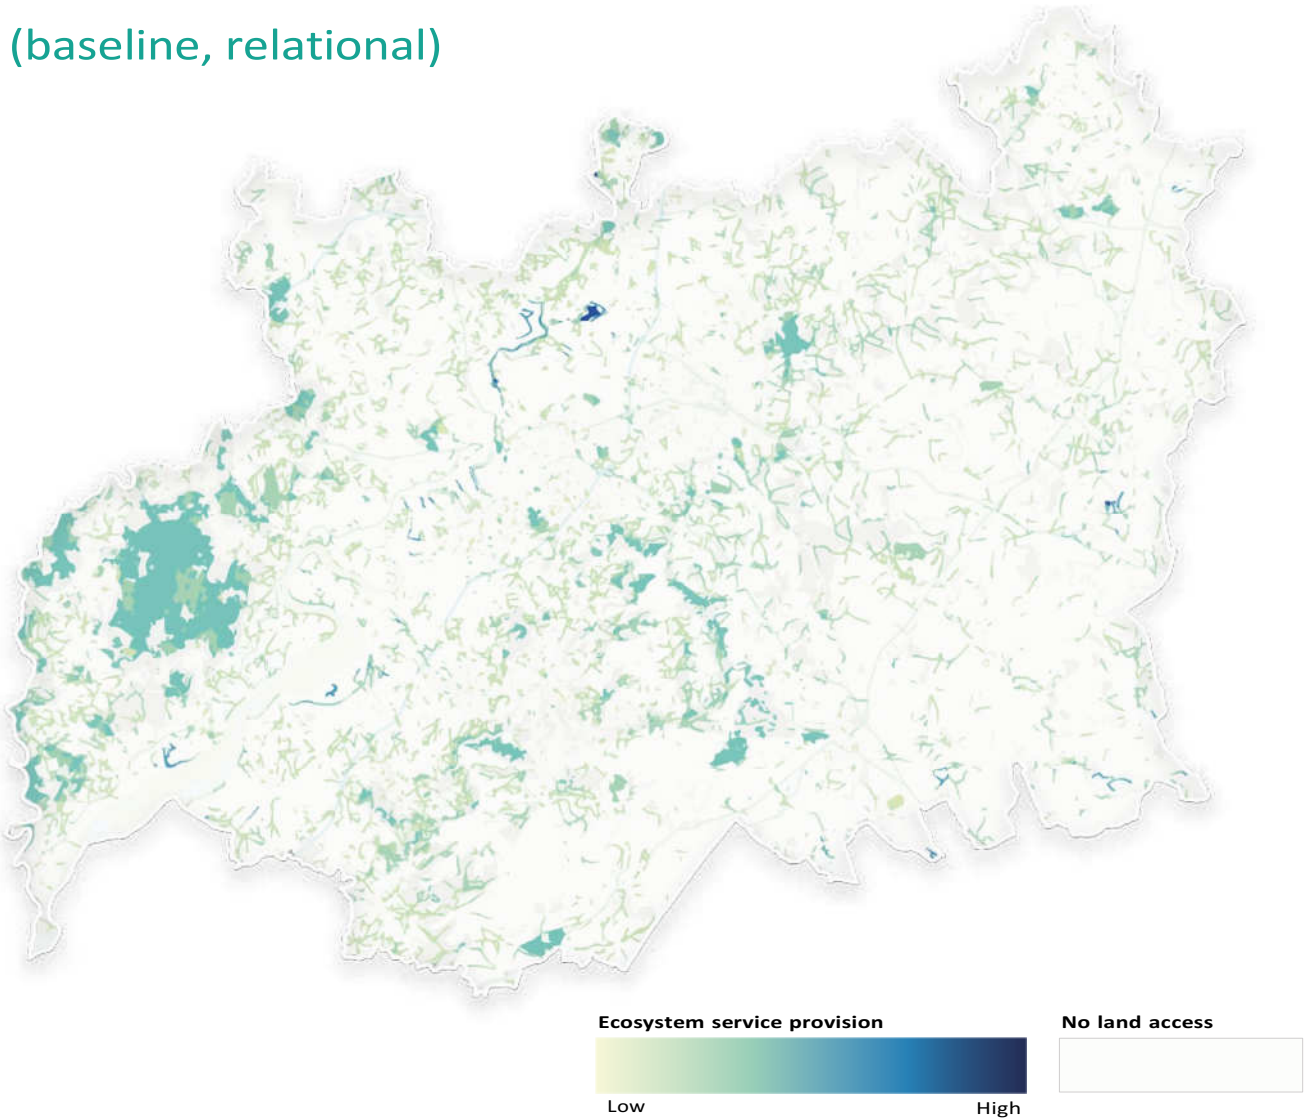 (baseline, relational)
Ecosystem service provision
No land access
Low
High